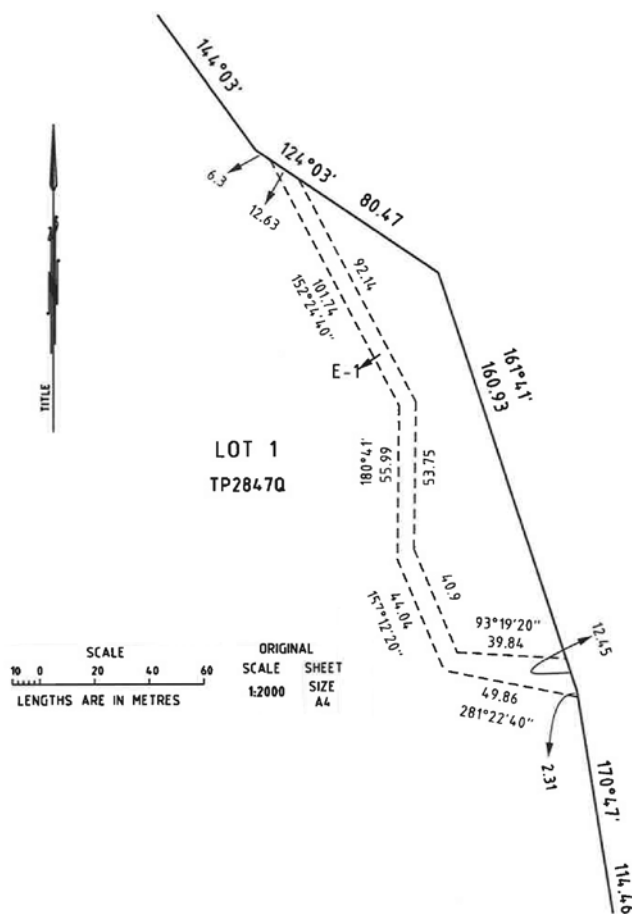 144°03'
124°03'
80.47
6.3
12.63
92.14
101.74
152°24'40"
E-1
161°41'
160.93
TITLE
LOT 1
TP2847Q
180°41'
55.99
53.75
40.9
44.04
157°12'20"
93°19'20"
39.84
12.45
49.86
281°22'40"
2.31
170°47'
114.46
SCALE
10 0 20 40 60
LENGTHS ARE IN METRES
ORIGINAL
SCALE SHEET SIZE
1:2000 A4